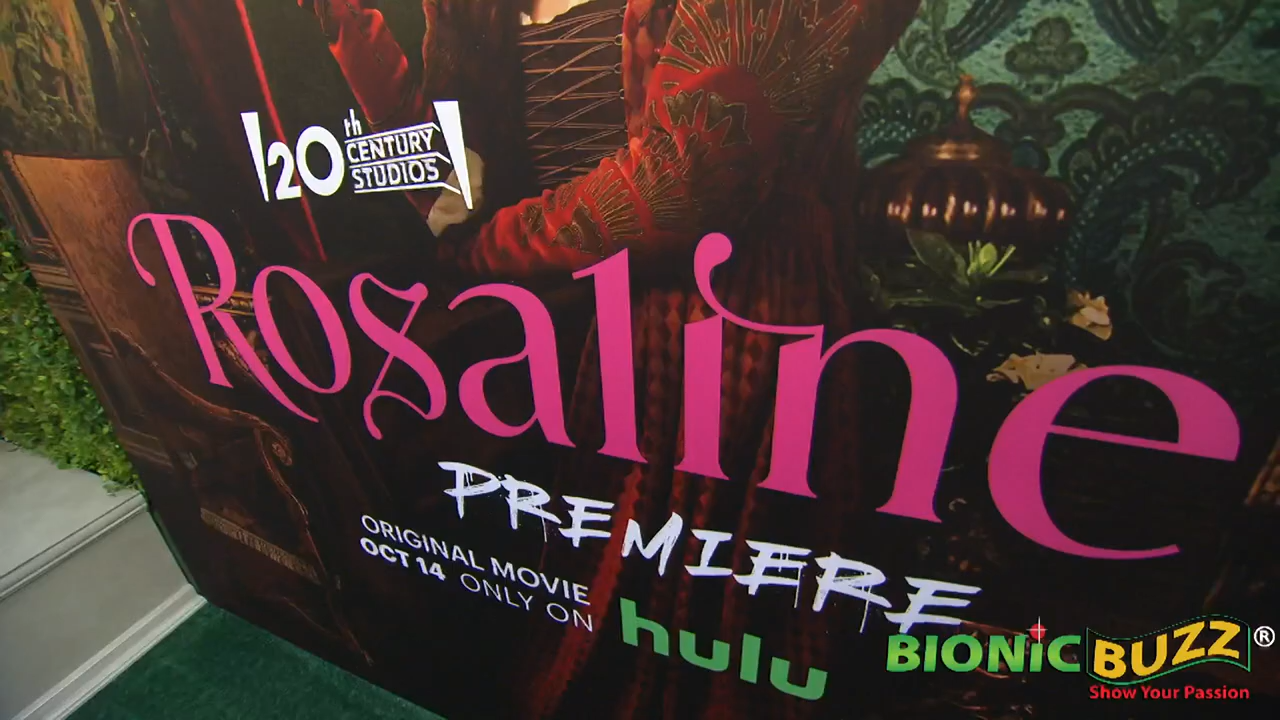 20th CENTURY STUDIOS
Rosaline
PREMIERE
ORIGINAL MOVIE
OCT 14 ONLY ON
hulu
BIONIC BUZZ®
Show Your Passion